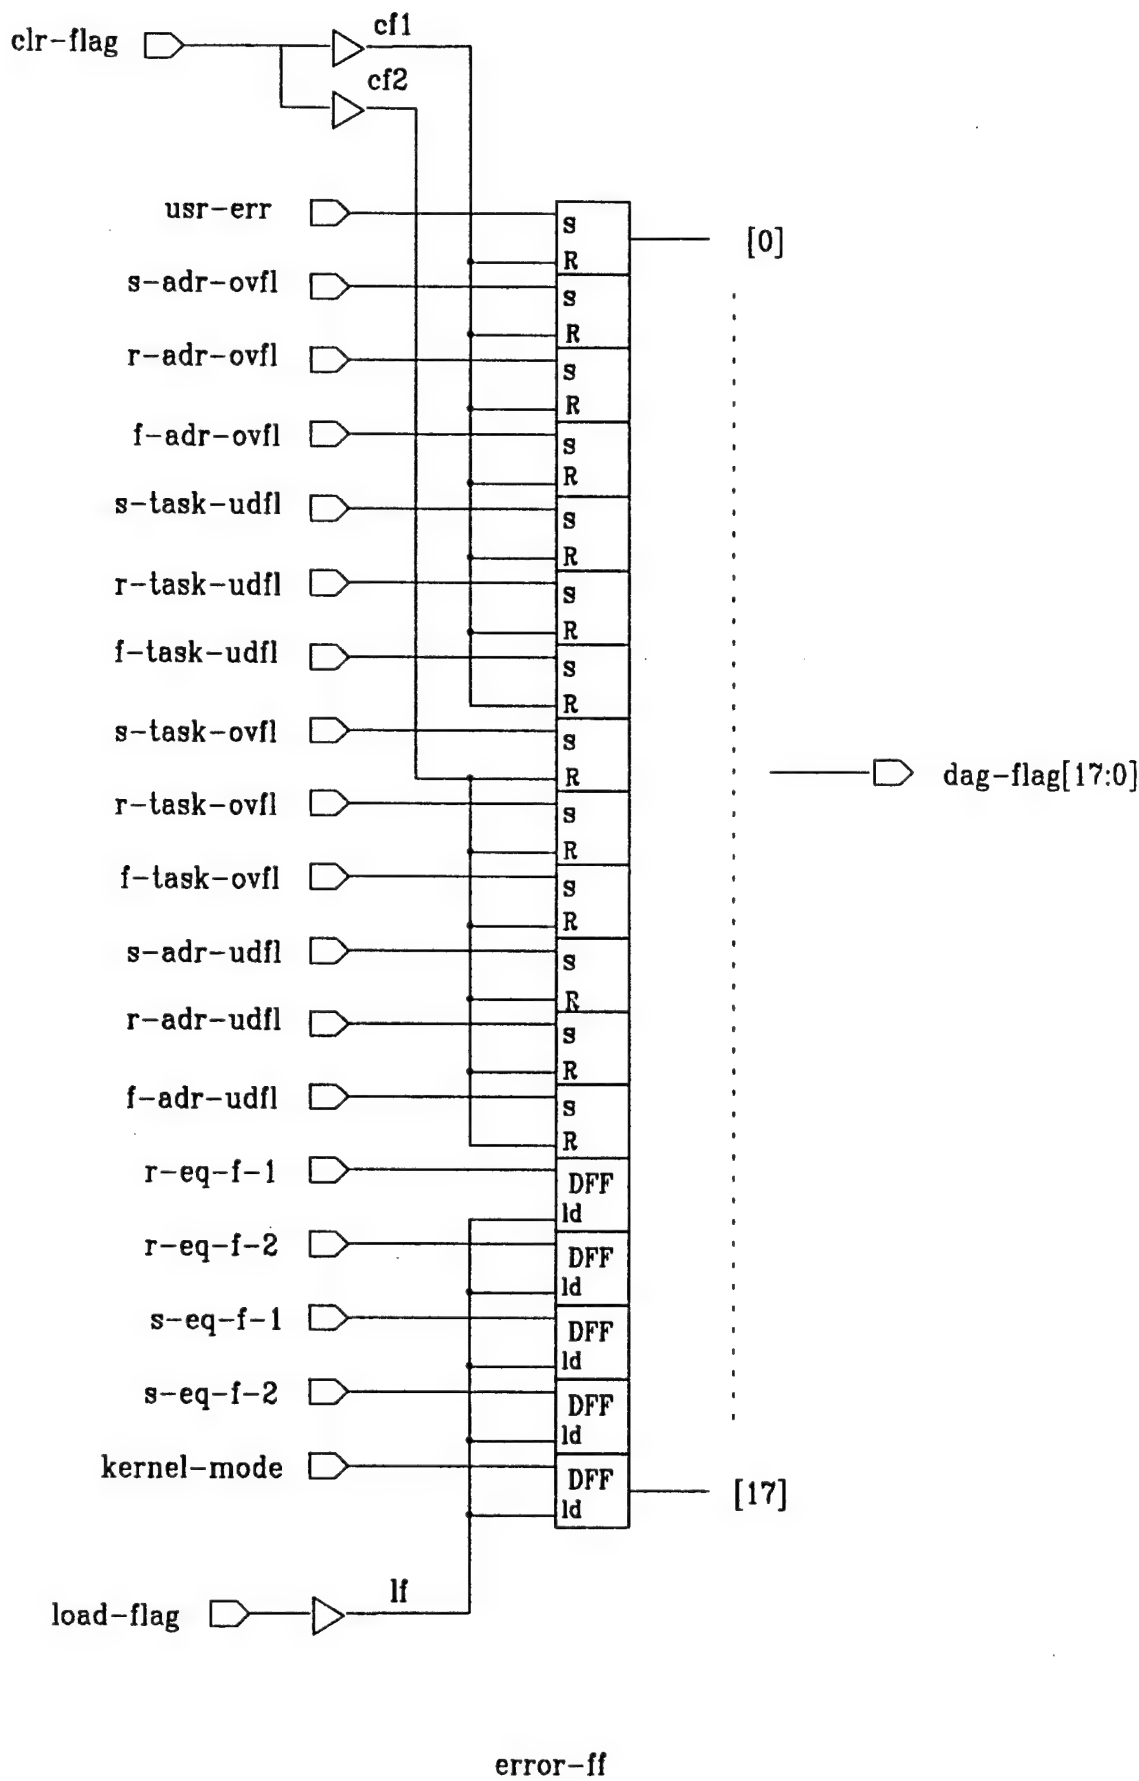 clr-flag
cf1
cf2
usr-err
S
R
[0]
s-adr-ovfl
S
R
r-adr-ovfl
S
R
f-adr-ovfl
S
R
s-task-udfl
S
R
r-task-udfl
S
R
f-task-udfl
S
R
s-task-ovfl
S
R
dag-flag[17:0]
r-task-ovfl
S
R
f-task-ovfl
S
R
s-adr-udfl
S
R
r-adr-udfl
S
R
f-adr-udfl
S
R
r-eq-f-1
DFF
ld
r-eq-f-2
DFF
ld
s-eq-f-1
DFF
ld
s-eq-f-2
DFF
ld
kernel-mode
DFF
ld
[17]
load-flag
lf
error-ff